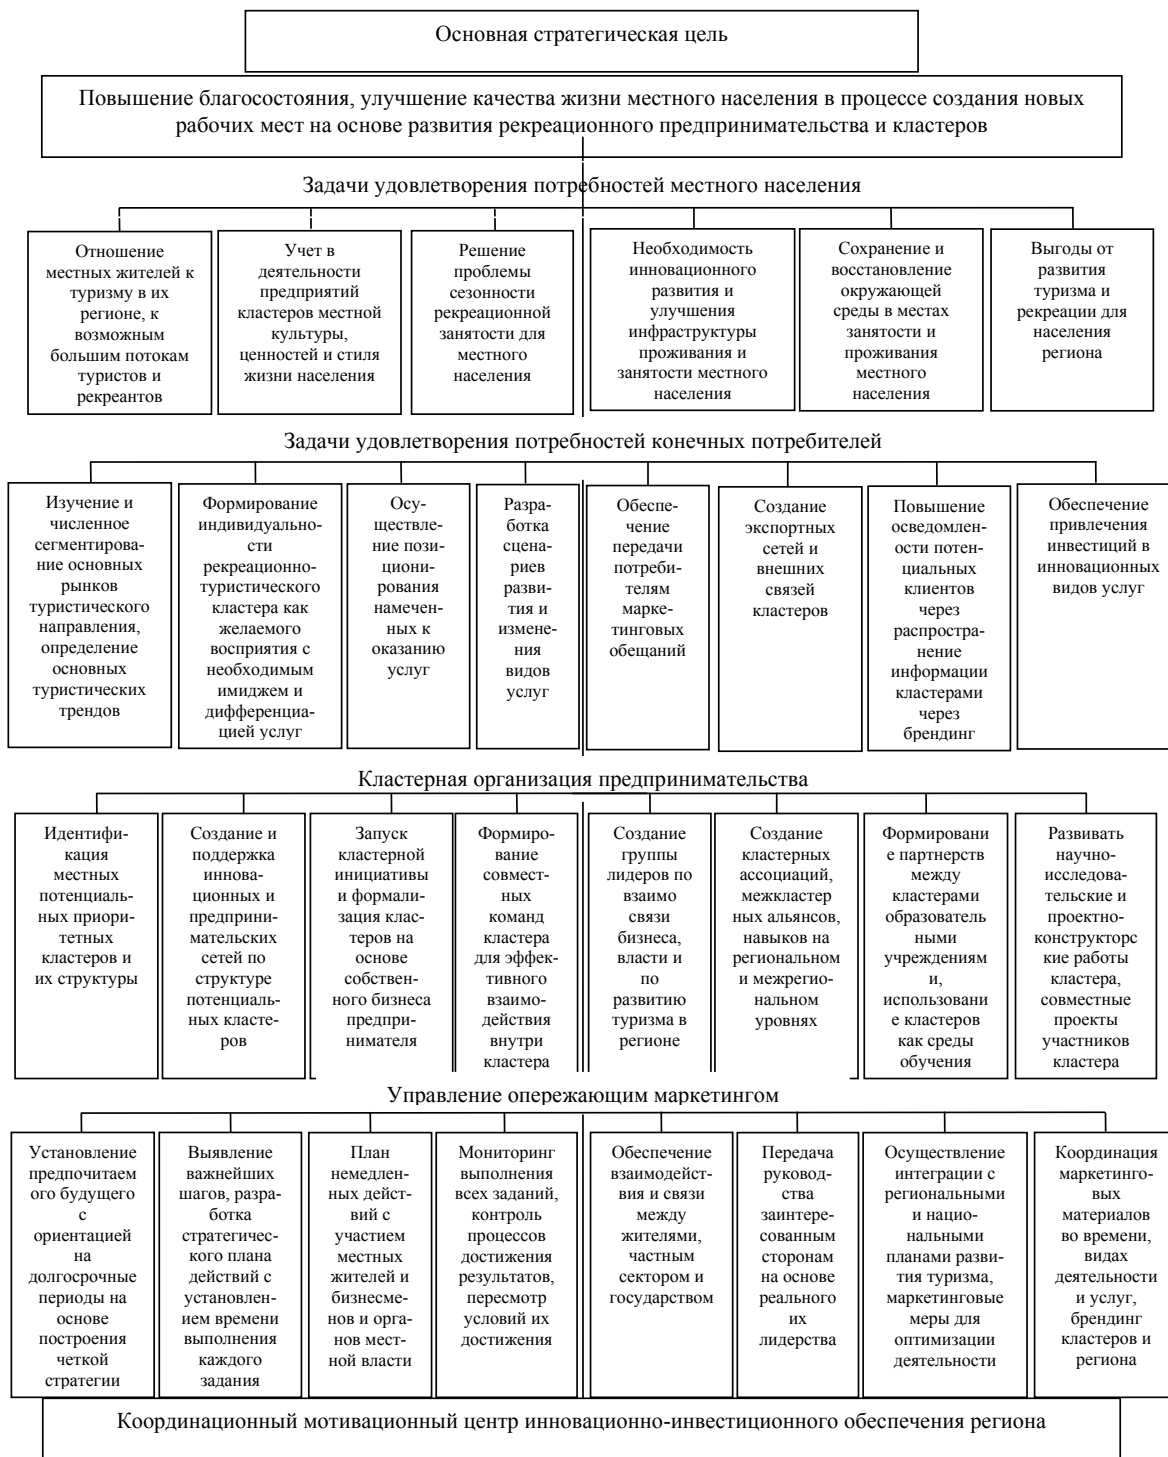 Основная стратегическая цель
Повышение благосостояния, улучшение качества жизни местного населения в процессе создания новых
рабочих мест на основе развития рекреационного предпринимательства и кластеров
Задачи удовлетворения потребностей местного населения
Отношение
местных жителей к
туризму в их
регионе, к
возможным
большим потокам
туристов и
рекреантов
Учет в
деятельности
предприятий
кластеров местной
культуры,
ценностей и стиля
жизни населения
Решение
проблемы
сезонности
рекреационной
занятости для
местного
населения
Необходимость
инновационного
развития и
улучшения
инфраструктуры
проживания и
занятости местного
населения
Сохранение и
восстановление
окружающей
среды в местах
занятости и
проживания
местного
населения
Выгоды от
развития
туризма и
рекреации для
населения
региона
Задачи удовлетворения потребностей конечных потребителей
Изучение и
численное
сегментирова-
ние основных
рынков
туристического
направления,
определение
основных
туристических
трендов
Формирование
индивидуально-
сти
рекреационно-
туристического
кластера как
желаемого
восприятия с
необходимым
имиджем и
дифференциа-
цией услуг
Осу-
ществле-
ние пози-
циониро-
вания
намечен-
ных к
оказанию
услуг
Разра-
ботка
сцена-
риев
разви-
тия и
измене-
ния
видов
услуг
Обеспе-
чение
передачи
потреби-
телям
марке-
тинговых
обещаний
Создание
экспортных
сетей и
внешних
связей
кластеров
Повышение
осведомлен-
ности потен-
циальных
клиентов
через
распростра-
нение
информации
кластерами
через
брендинг
Обеспечение
привлечения
инвестиций в
инновационных
видов услуг
Кластерная организация предпринимательства
Идентифи-
кация
местных
потенциаль-
ных приори-
тетных
кластеров и
их структуры
Создание и
поддержка
иннова-
ционных и
предприни-
мательских
сетей по
структуре
потенциаль-
ных класте-
ров
Запуск
кластерной
инициативы
и формали-
зация клас-
теров на
основе
собствен-
ного бизнеса
предпри-
нимателя
Формиро-
вание
совмест-
ных
команд
кластера
для эффек-
тивного
взаимо-
действия
внутри
кластера
Создание
группы
лидеров по
взаимо
связи
бизнеса,
власти и
по
развитию
туризма в
регионе
Создание
кластерных
ассоциаций,
межкластер
ных альянсов,
навыков на
региональном
и межрегио-
нальном
уровнях
Формировани
е партнерств
между
кластерами
образователь
ными
учреждениям
и,
использовани
е кластеров
как среды
обучения
Развивать
научно-
исследова-
тельские и
проектно-
конструкторс
кие работы
кластера,
совместные
проекты
участников
кластера
Управление опережающим маркетингом
Установление
предпочитаем
ого будущего
с
ориентацией
на
долгосрочные
периоды на
основе
построения
четкой
стратегии
Выявление
важнейших
шагов, разра-
ботка
стратегичес-
кого плана
действий с
установлен-
ием времени
выполнения
каждого
задания
План
немедлен-
ных дейст-
вий с
участием
местных
жителей и
бизнесме-
нов и орга-
нов мест-
ной власти
Мониторинг
выполнения
всех заданий,
контроль
процессов
достижения
результатов,
пересмотр
условий их
достижения
Обеспечение
взаимодейст-
вия и связи
между
жителями,
частным
сектором и
государством
Передача
руковод-
ства
заинтере-
сованным
сторонам
на основе
реального
их
лидерства
Осуществление
интеграции с
региональными
и нацио-
нальными
планами разви-
тия туризма,
маркетинговые
меры для
оптимизации
деятельности
Координация
маркетинго-
вых
материалов
во времени,
видах
деятельности
и услуг,
брендинг
кластеров и
региона
Координационный мотивационный центр инновационно-инвестиционного обеспечения региона